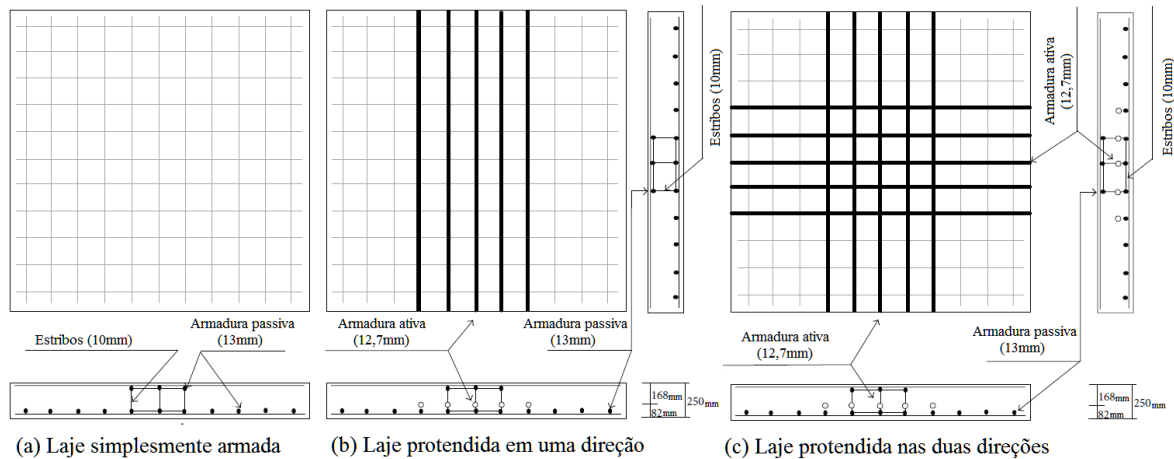 Estribos (10mm)
Armadura passiva
(13mm)
(a) Laje simplesmente armada
Estribos (10mm)
Armadura ativa
(12,7mm)
Armadura passiva
(13mm)
168mm
82mm
250mm
(b) Laje protendida em uma direção
Armadura ativa
(12,7mm)
Estribos (10mm)
Armadura ativa
(12,7mm)
Armadura passiva
(13mm)
168mm
82mm
250mm
(c) Laje protendida nas duas direções